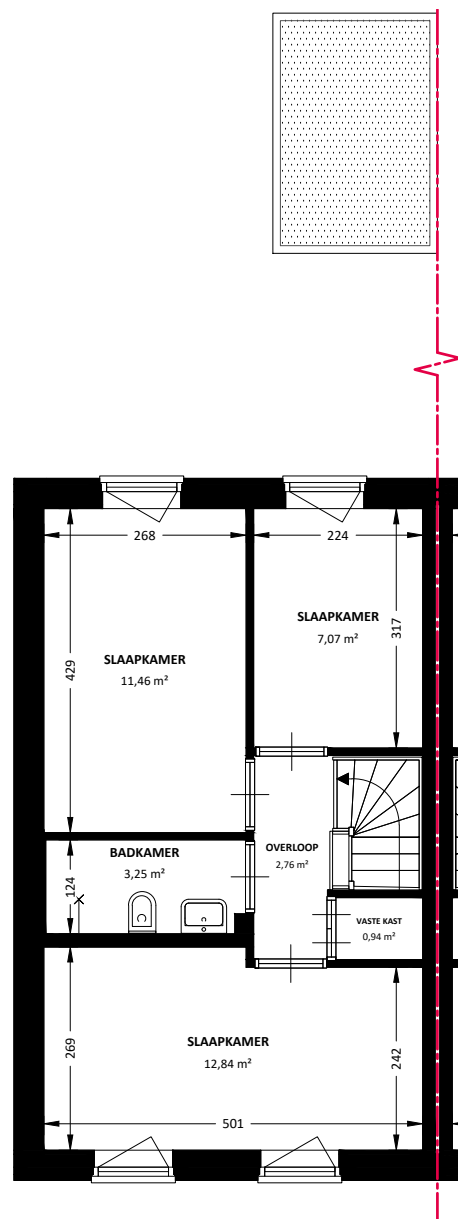 268
224
SLAAPKAMER
7,07 m²
317
SLAAPKAMER
11,46 m²
429
BADKAMER
3,25 m²
124
OVERLOOP
2,76 m²
VASTE KAST
0,94 m²
SLAAPKAMER
12,84 m²
269
242
501